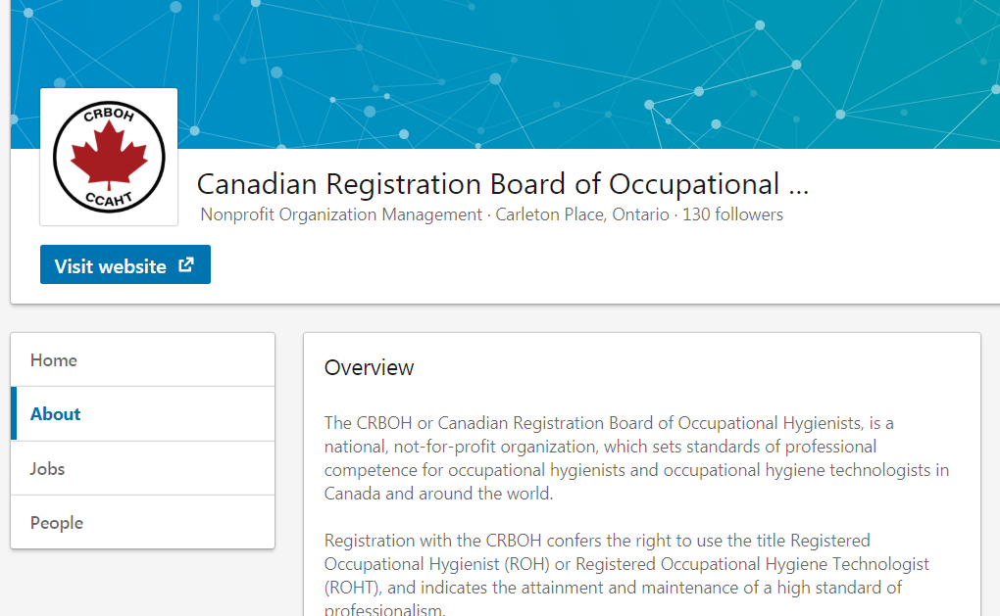 CRBOH
CCAHT
Canadian Registration Board of Occupational ...
Nonprofit Organization Management · Carleton Place, Ontario · 130 followers
Visit website
Home
About
Jobs
People
Overview
The CRBOH or Canadian Registration Board of Occupational Hygienists, is a
national, not-for-profit organization, which sets standards of professional
competence for occupational hygienists and occupational hygiene technologists in
Canada and around the world.
Registration with the CRBOH confers the right to use the title Registered
Occupational Hygienist (ROH) or Registered Occupational Hygiene Technologist
(ROHT), and indicates the attainment and maintenance of a high standard of
professionalism.